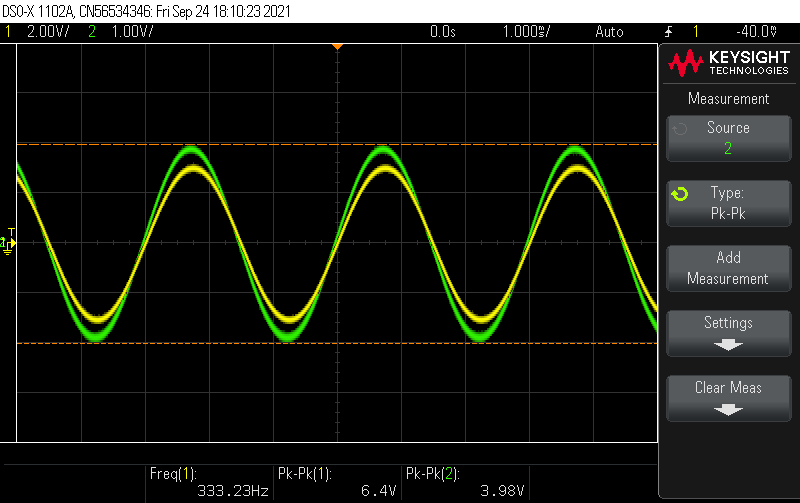 DSO-X 1102A, CN56534346: Fri Sep 24 18:10:23 2021
1 2.00V/ 2 1.00V/ 0.0s 1.000s/ Auto 1 -40.0V
KEYSIGHT
TECHNOLOGIES
Measurement
Source
2
Type:
Pk-Pk
Add
Measurement
Settings
Clear Meas
T
2
Freq(1): Pk-Pk(1): Pk-Pk(2):
333.23Hz 6.4V 3.98V